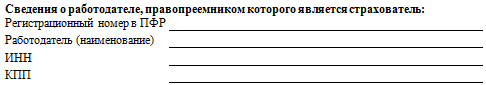 Сведения о работодателе, правопреемником которого является страхователь:
Регистрационный номер в ПФР
Работодатель (наименование)
ИНН
КПП